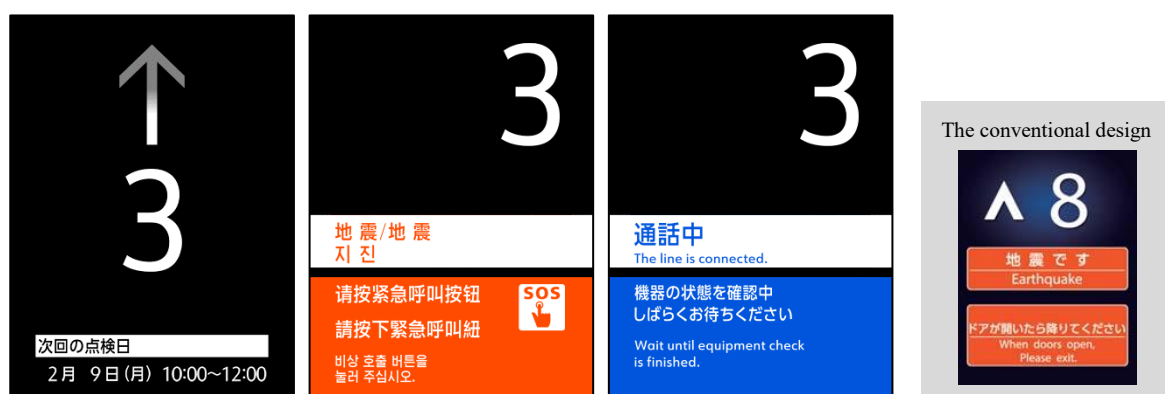 ↑
3
次回の点検日
2月 9日(月) 10:00~12:00
3
地震/地震
지진
请按紧急呼叫按钮
請按下緊急呼叫紐
비상 호출 버튼을
눌러 주십시오.
SOS
3
通話中
The line is connected.
機器の状態を確認中
しばらくお待ちください
Wait until equipment check
is finished.
The conventional design
8
地震です
Earthquake
ドアが開いたら降りてください
When doors open,
Please exit.